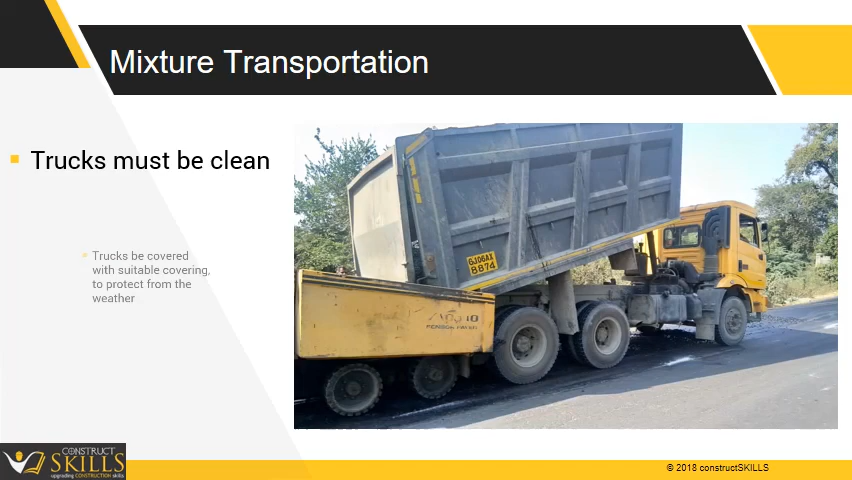 Mixture Transportation
Trucks must be clean
Trucks be covered
with suitable covering,
to protect from the
weather
GJ06AX
8874
CONSTRUCT
SKILLS
upgrading CONSTRUCTION skills
© 2018 constructSKILLS